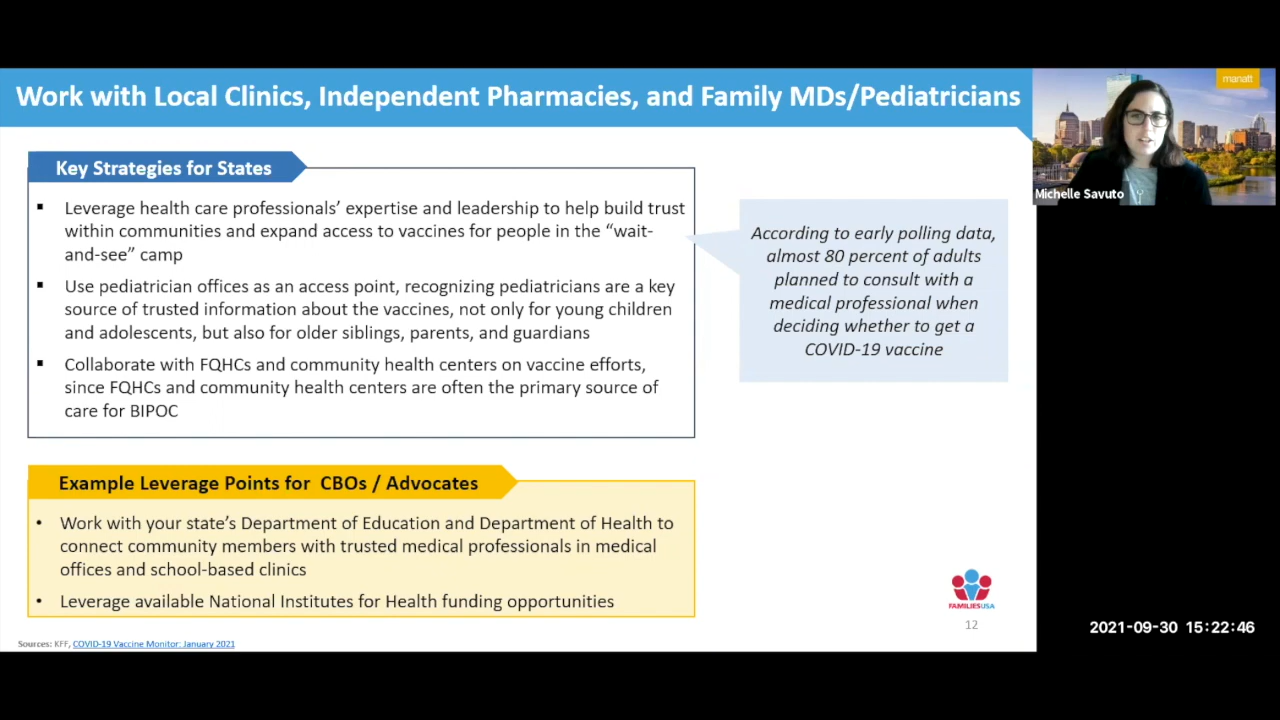 Work with Local Clinics, Independent Pharmacies, and Family MDs/Pediatricians
manatt
Michelle Savuto
Key Strategies for States
▪ Leverage health care professionals’ expertise and leadership to help build trust
within communities and expand access to vaccines for people in the “wait-
and-see” camp
▪ Use pediatrician offices as an access point, recognizing pediatricians are a key
source of trusted information about the vaccines, not only for young children
and adolescents, but also for older siblings, parents, and guardians
▪ Collaborate with FQHCs and community health centers on vaccine efforts,
since FQHCs and community health centers are often the primary source of
care for BIPOC
According to early polling data,
almost 80 percent of adults
planned to consult with a
medical professional when
deciding whether to get a
COVID-19 vaccine
Example Leverage Points for CBOs / Advocates
• Work with your state’s Department of Education and Department of Health to
connect community members with trusted medical professionals in medical
offices and school-based clinics
• Leverage available National Institutes for Health funding opportunities
FAMILIESUSA
12
2021-09-30 15:22:46
Sources: KFF, COVID-19 Vaccine Monitor: January 2021